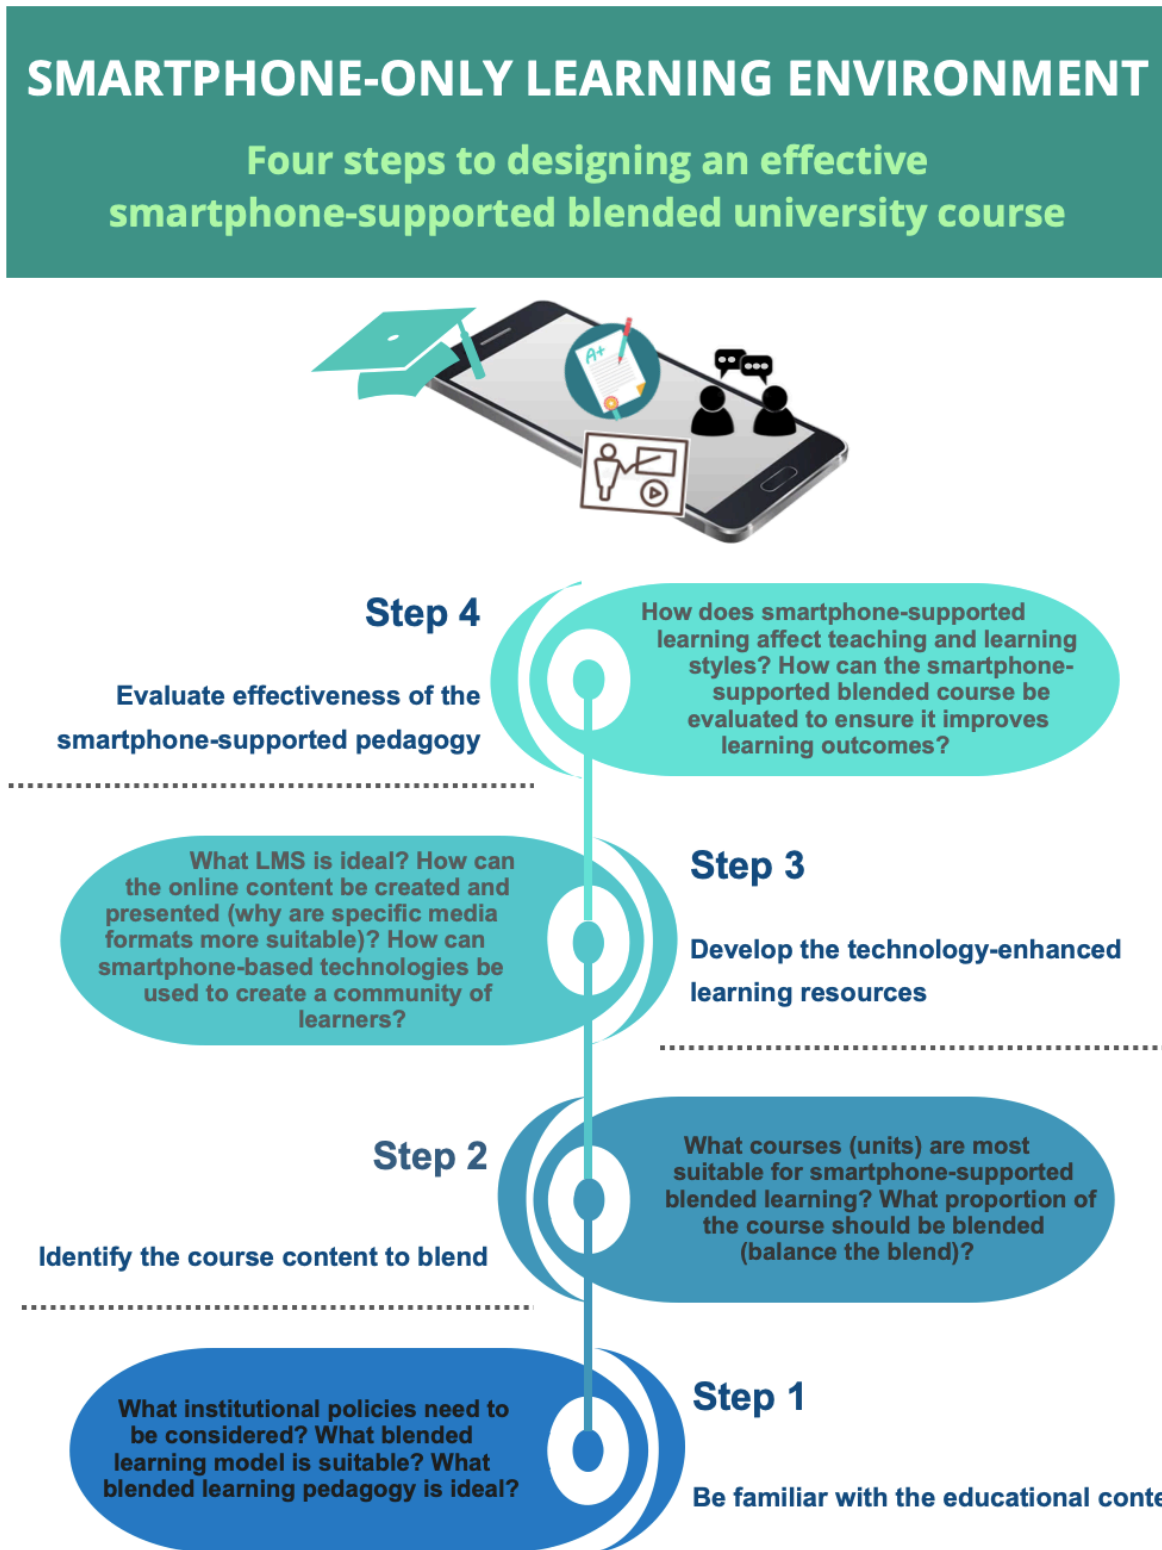 SMARTPHONE-ONLY LEARNING ENVIRONMENT
Four steps to designing an effective
smartphone-supported blended university course
A+
Step 4
Evaluate effectiveness of the
smartphone-supported pedagogy
How does smartphone-supported
learning affect teaching and learning
styles? How can the smartphone-
supported blended course be
evaluated to ensure it improves
learning outcomes?
What LMS is ideal? How can
the online content be created and
presented (why are specific media
formats more suitable)? How can
smartphone-based technologies be
used to create a community of
learners?
Step 3
Develop the technology-enhanced
learning resources
Step 2
Identify the course content to blend
What courses (units) are most
suitable for smartphone-supported
blended learning? What proportion of
the course should be blended
(balance the blend)?
What institutional policies need to
be considered? What blended
learning model is suitable? What
blended learning pedagogy is ideal?
Step 1
Be familiar with the educational